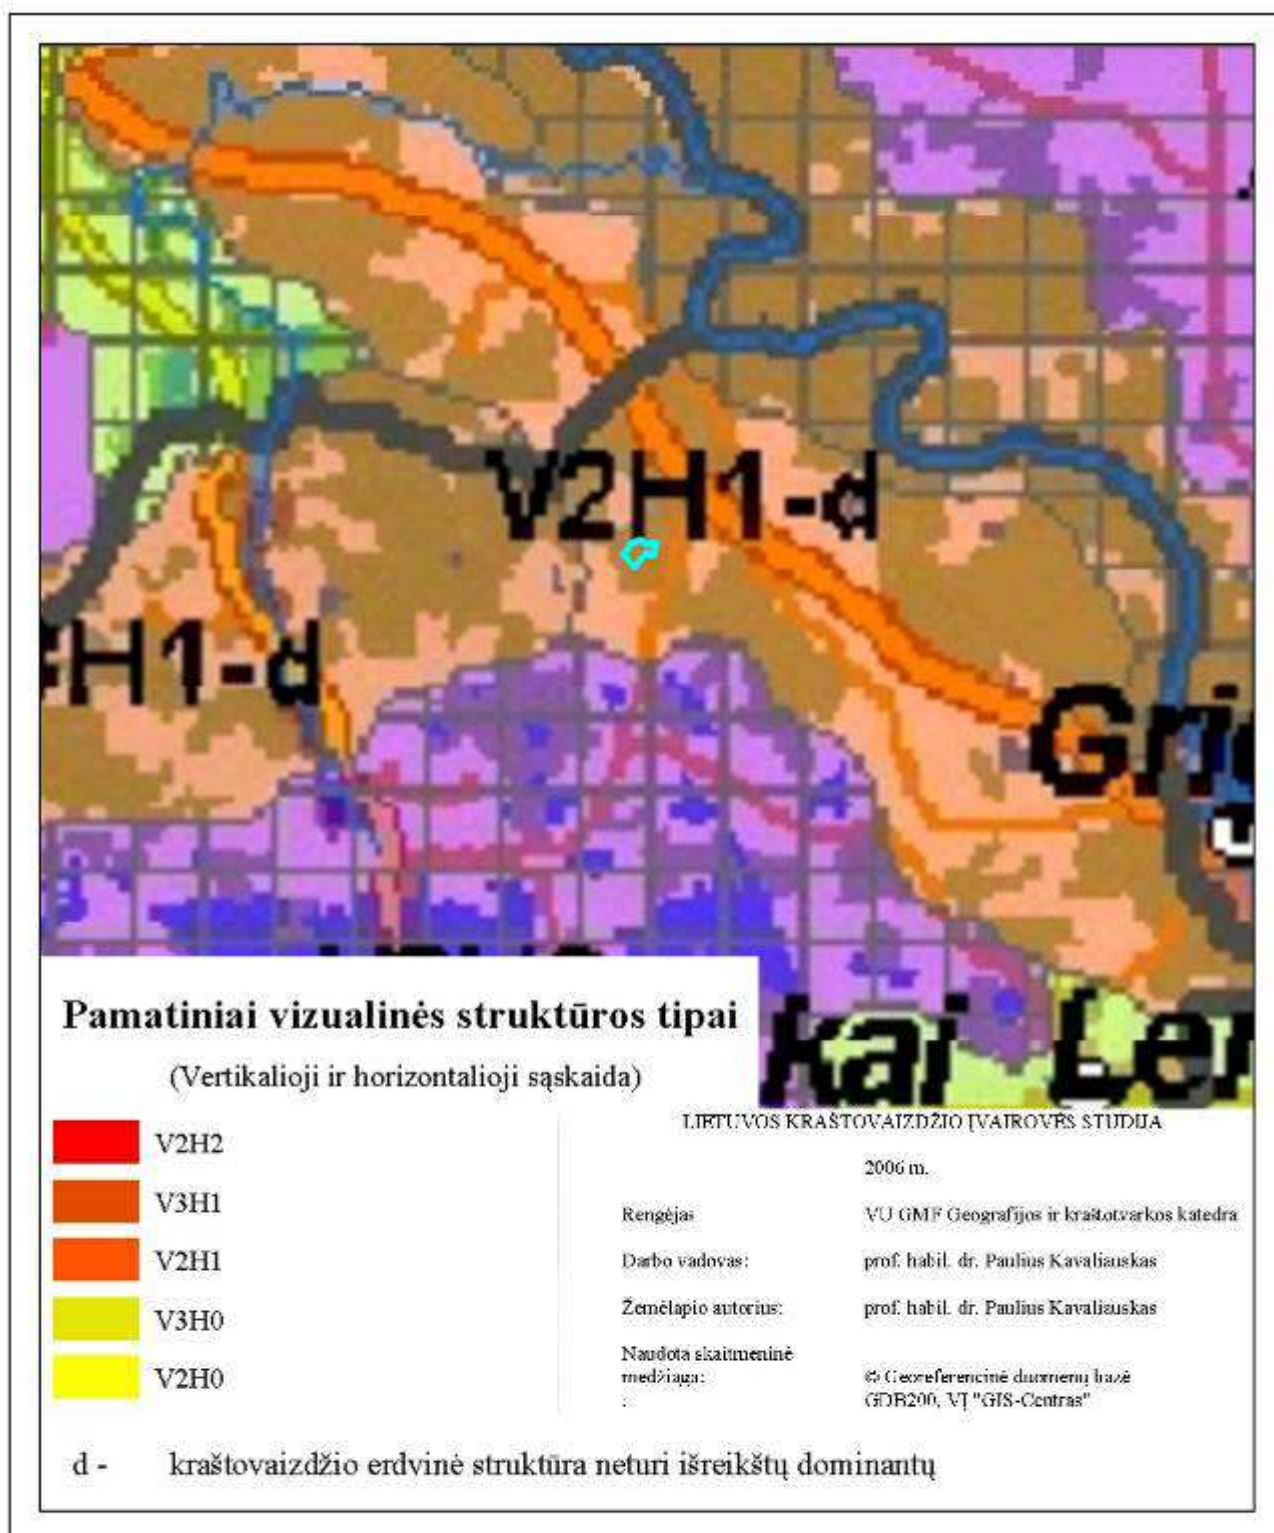 V2H1-d
H1-d
Gri
kai Len
Pamatiniai vizualinės struktūros tipai
(Vertikalioji ir horizontalioji sąskaida)
V2H2
V3H1
V2H1
V3H0
V2H0
LIETUVOS KRAŠTOVAIZDŽIO ĮVAIROVĖS STUDIJA
2006 m.
Rengėjas VU GMF Geografijos ir kraštotvarkos katedra
Darbo vadovas: prof. habil. dr. Paulius Kavaliauskas
Žemėlapio autorius: prof. habil. dr. Paulius Kavaliauskas
Naudota skaitmeninė
medžiaga: © Georeferencinė duomenų bazė
: GDB200, VĮ "GIS-Centras"
d - kraštovaizdžio erdvinė struktūra neturi išreikštų dominantų